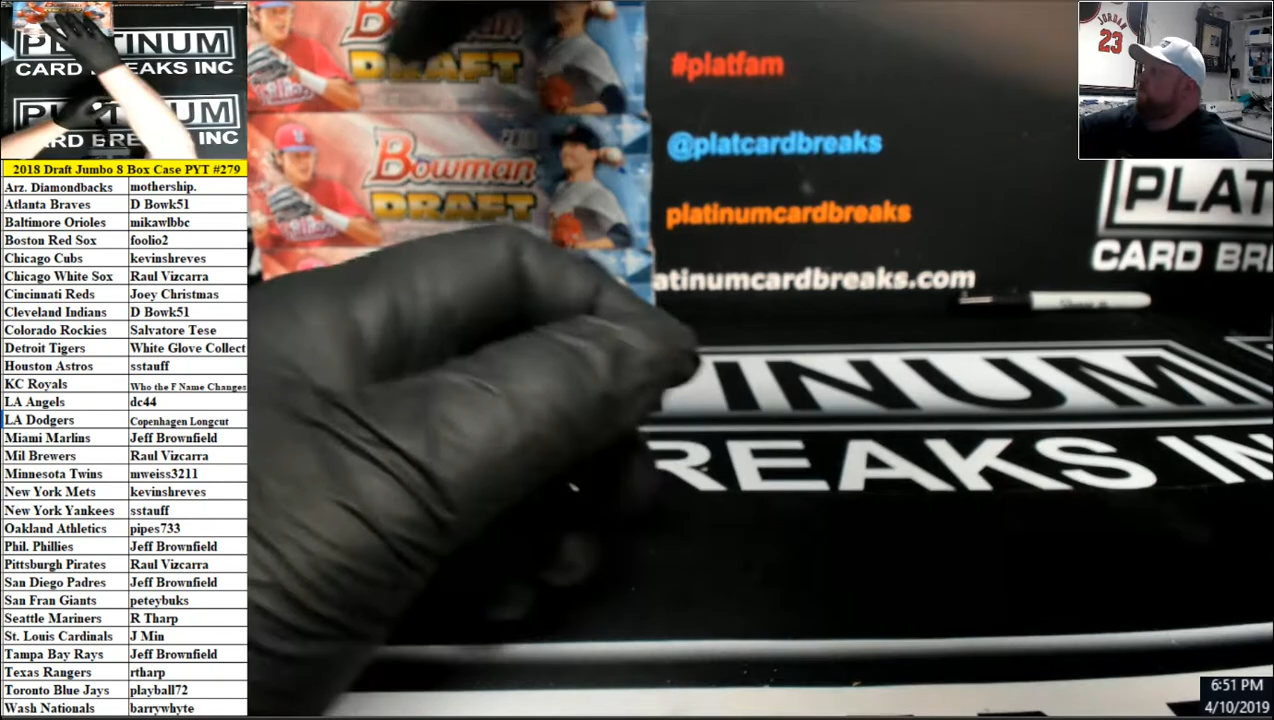 PLATINUM
CARD BREAKS INC
PLATINUM
CARD BREAKS INC
2018 Draft Jumbo 8 Box Case PYT #279
Arz. Diamondbacks mothership.
Atlanta Braves D Bowk51
Baltimore Orioles mikawlbbc
Boston Red Sox foolio2
Chicago Cubs kevinshreves
Chicago White Sox Raul Vizcarra
Cincinnati Reds Joey Christmas
Cleveland Indians D Bowk51
Colorado Rockies Salvatore Tese
Detroit Tigers White Glove Collect
Houston Astros sstauff
KC Royals Who the F Name Changes
LA Angels dc44
LA Dodgers Copenhagen Longcut
Miami Marlins Jeff Brownfield
Mil Brewers Raul Vizcarra
Minnesota Twins mweiss3211
New York Mets kevinshreves
New York Yankees sstauff
Oakland Athletics pipes733
Phil. Phillies Jeff Brownfield
Pittsburgh Pirates Raul Vizcarra
San Diego Padres Jeff Brownfield
San Fran Giants peteybuks
Seattle Mariners R Tharp
St. Louis Cardinals J Min
Tampa Bay Rays Jeff Brownfield
Texas Rangers rtharp
Toronto Blue Jays playball72
Wash Nationals barrywhyte
DRAFT
Bowman
DRAFT
#platfam
@platcardbreaks
platinumcardbreaks
atinumcardbreaks.com
JORDAN
23
PLAT
CARD BRE
TINUM
REAKS IN
6:51 PM
4/10/2019